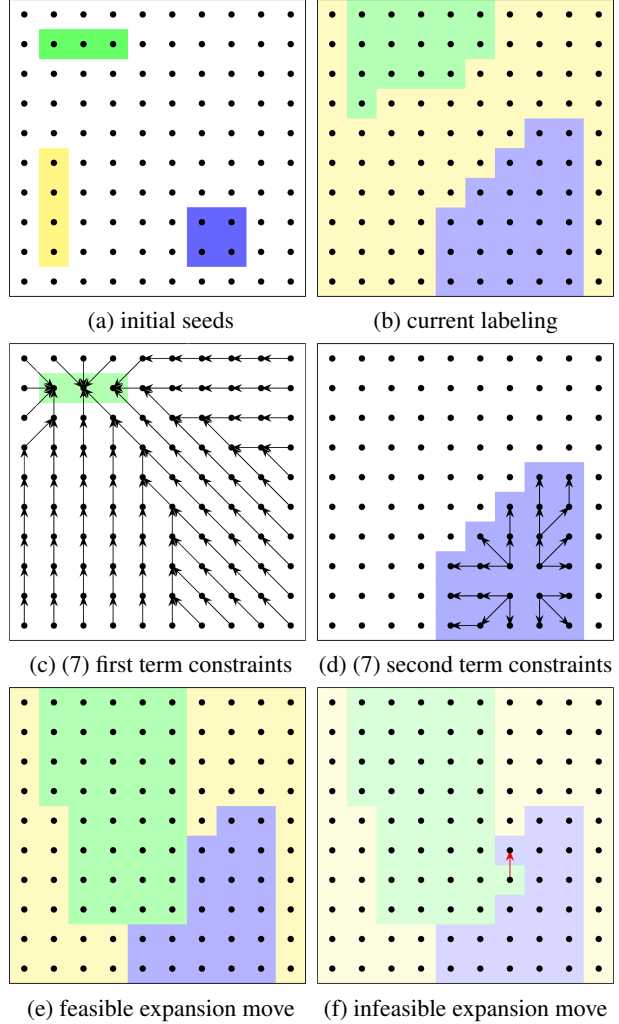 (a) initial seeds
(b) current labeling
(c) (7) first term constraints
(d) (7) second term constraints
(e) feasible expansion move
(f) infeasible expansion move